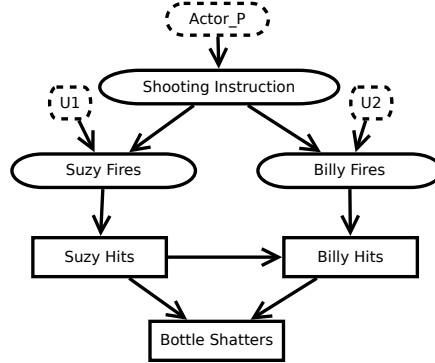 Actor_P
Shooting Instruction
U1
U2
Suzy Fires
Billy Fires
Suzy Hits
Billy Hits
Bottle Shatters